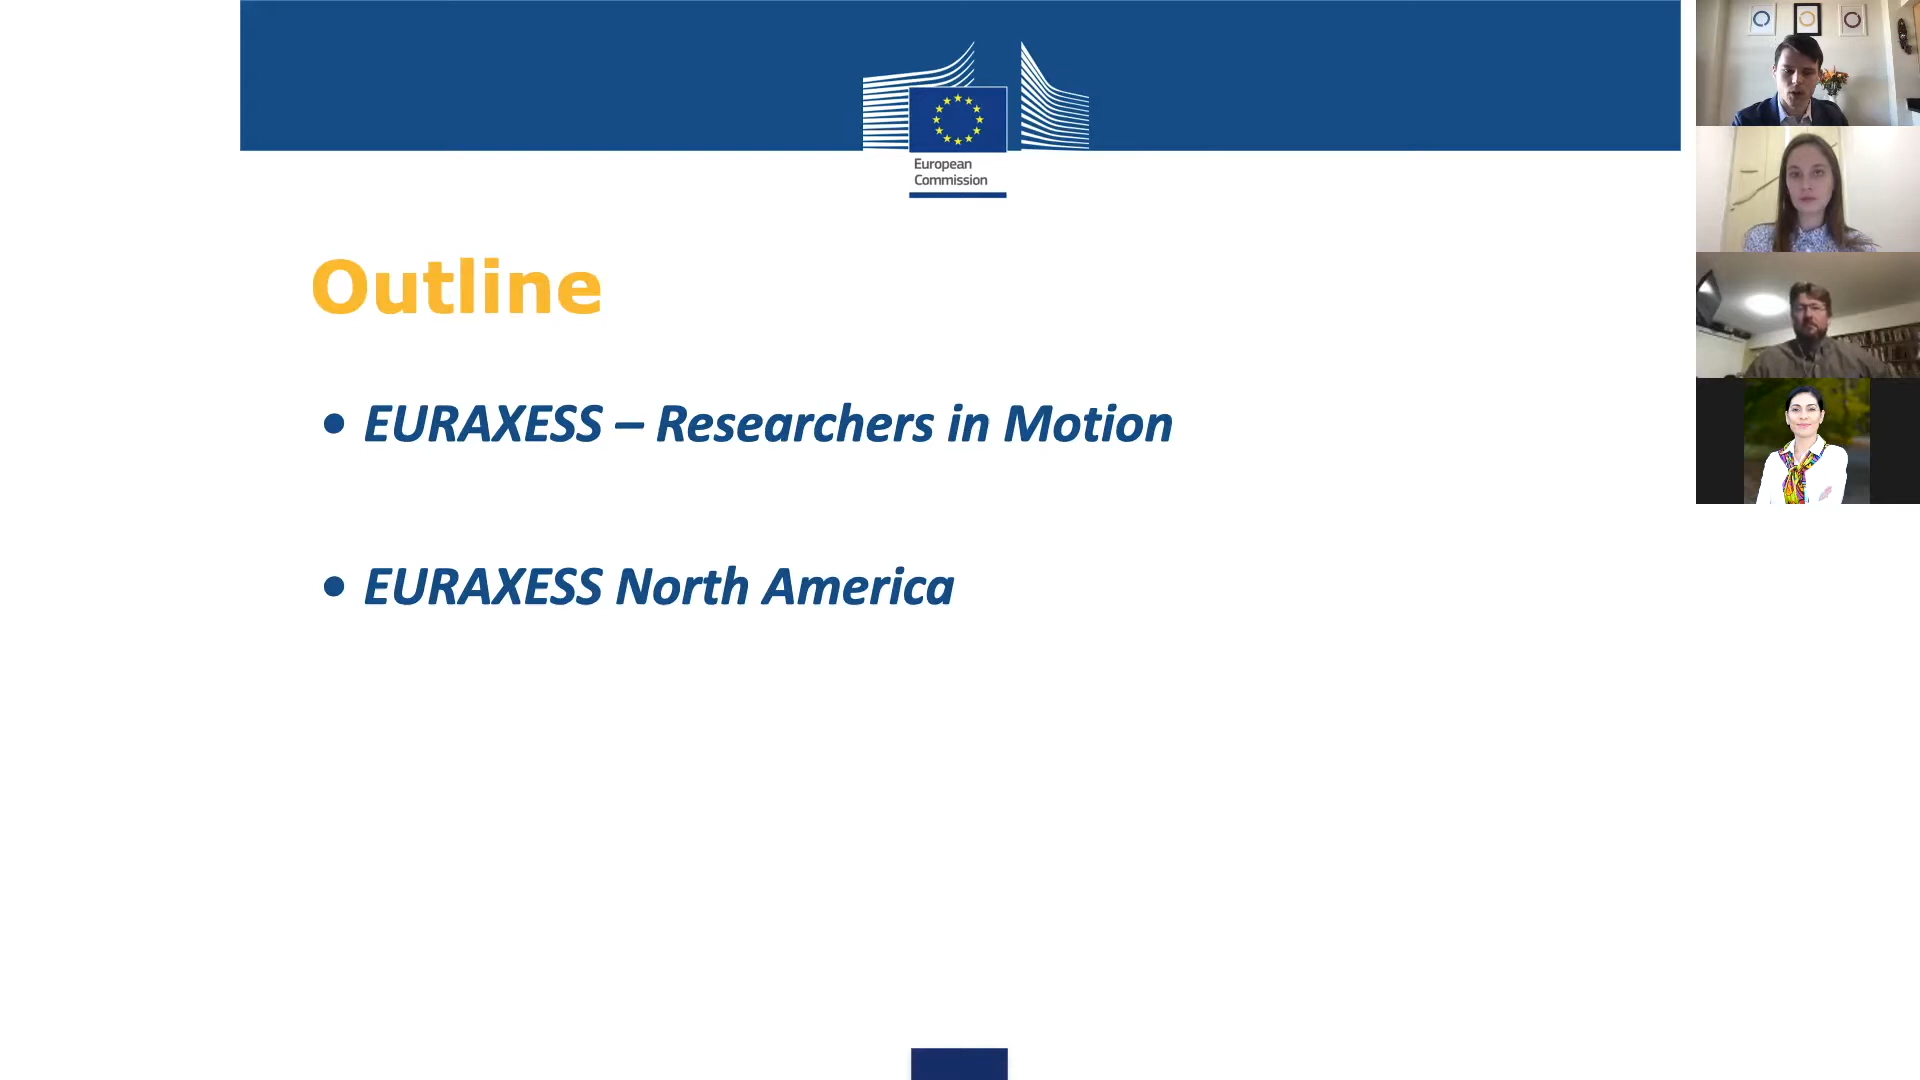 European
Commission
Outline
• EURAXESS – Researchers in Motion
• EURAXESS North America